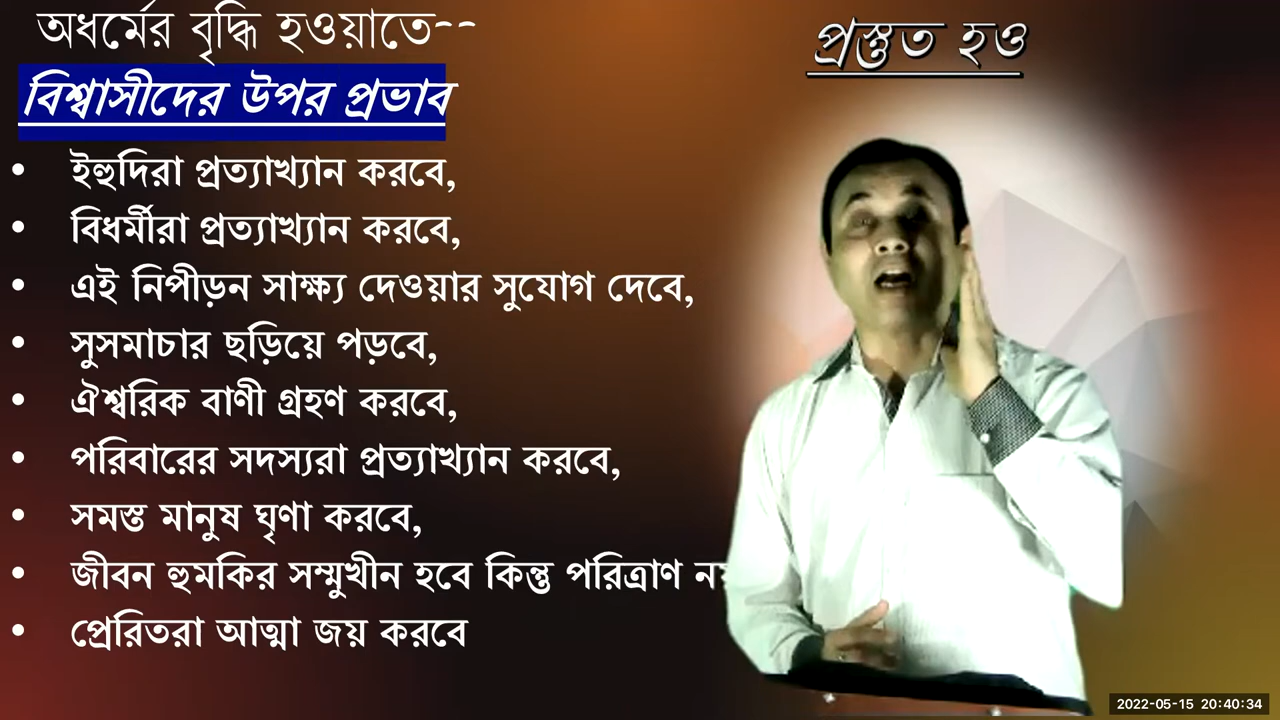 অধর্মের বৃদ্ধি হওয়াতে--
বিশ্বাসীদের উপর প্রভাব
• ইহুদিরা প্রত্যাখ্যান করবে,
• বিধর্মীরা প্রত্যাখ্যান করবে,
• এই নিপীড়ন সাক্ষ্য দেওয়ার সুযোগ দেবে,
• সুসমাচার ছড়িয়ে পড়বে,
• ঐশ্বরিক বাণী গ্রহণ করবে,
• পরিবারের সদস্যরা প্রত্যাখ্যান করবে,
• সমস্ত মানুষ ঘৃণা করবে,
• জীবন হুমকির সম্মুখীন হবে কিন্তু পরিত্রাণ
• প্রেরিতরা আত্মা জয় করবে
প্রস্তুত হও
2022-05-15 20:40:34